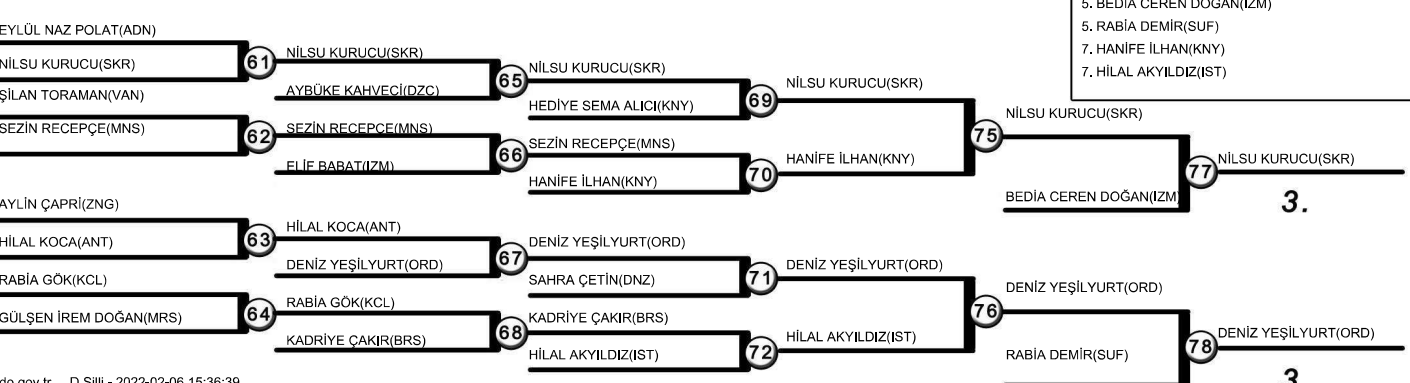 5. BEDİA CEREN DOĞAN(İZM)
5. RABİA DEMİR(SUF)
7. HANİFE İLHAN(KNY)
7. HİLAL AKYILDIZ(IST)
EYLÜL NAZ POLAT(ADN)
NİLSU KURUCU(SKR)
ŞİLAN TORAMAN(VAN)
SEZİN RECEPÇE(MNS)
AYLİN ÇAPRİ(ZNG)
HİLAL KOCA(ANT)
RABİA GÖK(KCL)
GÜLŞEN İREM DOĞAN(MRS)
61
62
63
64
NİLSU KURUCU(SKR)
AYBÜKE KAHVECİ(DZC)
SEZİN RECEPÇE(MNS)
ELİF BABAT(IZM)
HİLAL KOCA(ANT)
DENİZ YEŞİLYURT(ORD)
RABİA GÖK(KCL)
KADRİYE ÇAKIR(BRS)
65
66
67
68
NİLSU KURUCU(SKR)
HEDİYE SEMA ALICI(KNY)
SEZİN RECEPÇE(MNS)
HANİFE İLHAN(KNY)
DENİZ YEŞİLYURT(ORD)
SAHRA ÇETİN(DNZ)
KADRİYE ÇAKIR(BRS)
HİLAL AKYILDIZ(IST)
69
70
71
72
NİLSU KURUCU(SKR)
HANİFE İLHAN(KNY)
DENİZ YEŞİLYURT(ORD)
HİLAL AKYILDIZ(IST)
75
76
NİLSU KURUCU(SKR)
BEDİA CEREN DOĞAN(IZM)
DENİZ YEŞİLYURT(ORD)
RABİA DEMİR(SUF)
77
78
NİLSU KURUCU(SKR)
3.
DENİZ YEŞİLYURT(ORD)
3
do.gov.tr D.Silli - 2022-02-06 15:36:39